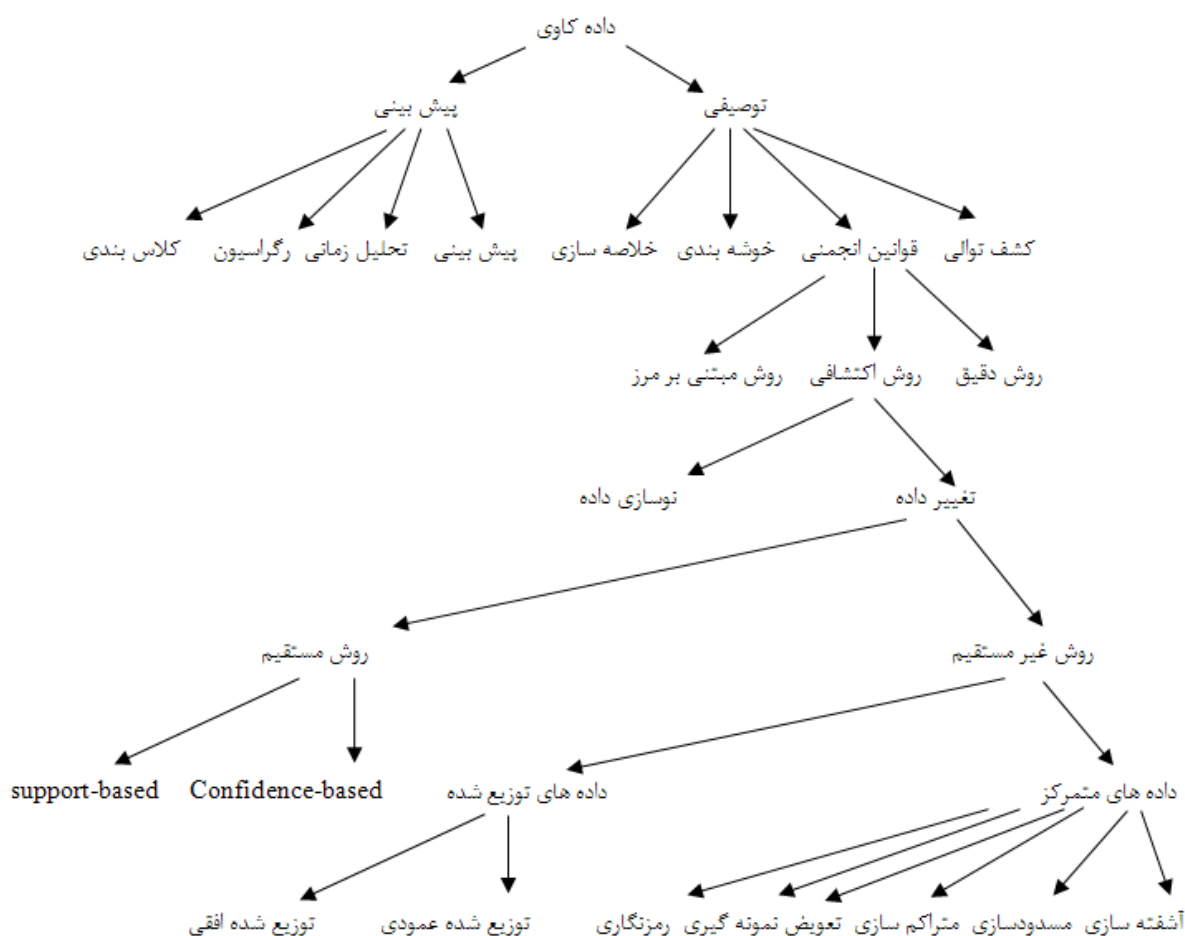 داده کاوی
توصیفی
پیش بینی
کشف توالی
قوانین انجمنی
خوشه بندی
خلاصه سازی
پیش بینی
تحلیل زمانی
رگراسیون
کلاس بندی
روش دقیق
روش اکتشافی
روش مبتنی بر مرز
تغییر داده
نوسازی داده
روش غیر مستقیم
روش مستقیم
داده های متمرکز
داده های توزیع شده
Confidence-based
support-based
آشفته سازی
مسدودسازی
متراکم سازی
تعویض
نمونه گیری
رمزنگاری
توزیع شده عمودی
توزیع شده افقی